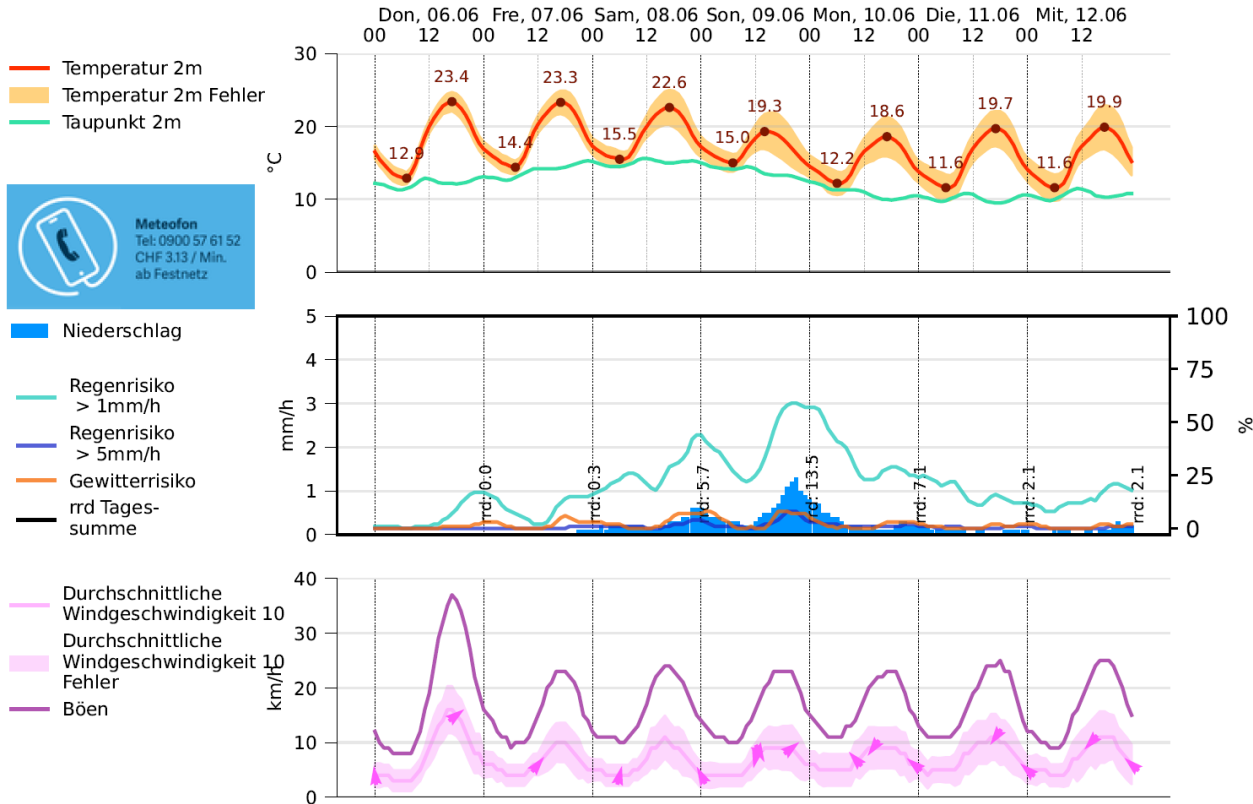 Don, 06.06 Fre, 07.06 Sam, 08.06 Son, 09.06 Mon, 10.06 Die, 11.06 Mit, 12.06
00 12 00 12 00 12 00 12 00 12 00 12 00 12
Temperatur 2m
Temperatur 2m Fehler
Taupunkt 2m
°C
30
20
10
0
23.4 23.3 22.6 19.3 18.6 19.7 19.9
12.9 14.4 15.5 15.0 12.2 11.6 11.6
Meteofon
Tel: 0900 57 61 52
CHF 3.13 / Min.
ab Festnetz
Niederschlag
Regenrisiko
> 1mm/h
Regenrisiko
> 5mm/h
Gewitterrisiko
rrd Tages-
summe
mm/h
5
4
3
2
1
0
rrd: 0.0
rrd: 0.3
rrd: 5.7
rrd: 13.5
rrd: 7.1
rrd: 2.1
rrd: 2.1
100
75
50
25
0
%
Durchschnittliche
Windgeschwindigkeit 10
Durchschnittliche
Windgeschwindigkeit 10
Fehler
Böen
km/h
40
30
20
10
0